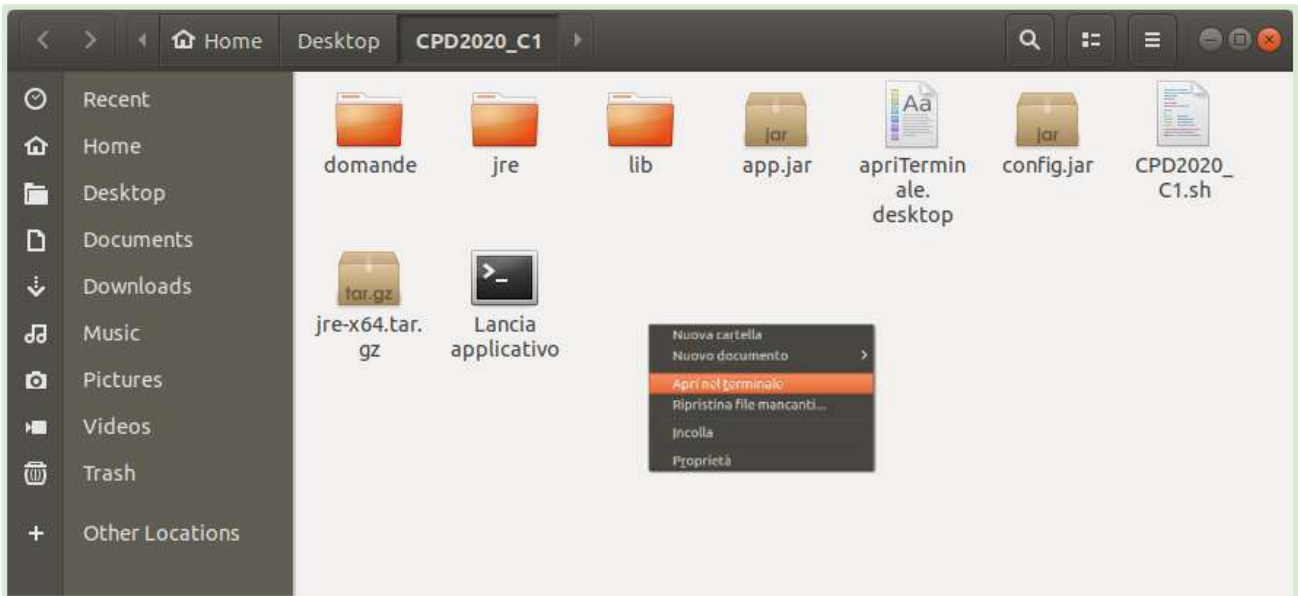 Home Desktop CPD2020_C1
Recent
Home
Desktop
Documents
Downloads
Music
Pictures
Videos
Trash
Other Locations
domande
jre
lib
jar
app.jar
Aa
apriTermin
ale.
desktop
jar
config.jar
CPD2020_
C1.sh
tar.gz
jre-x64.tar.
gz
>_
Lancia
applicativo
Nuova cartella
Nuovo documento
Apri nel terminale
Ripristina file mancanti...
Incolla
Proprietà